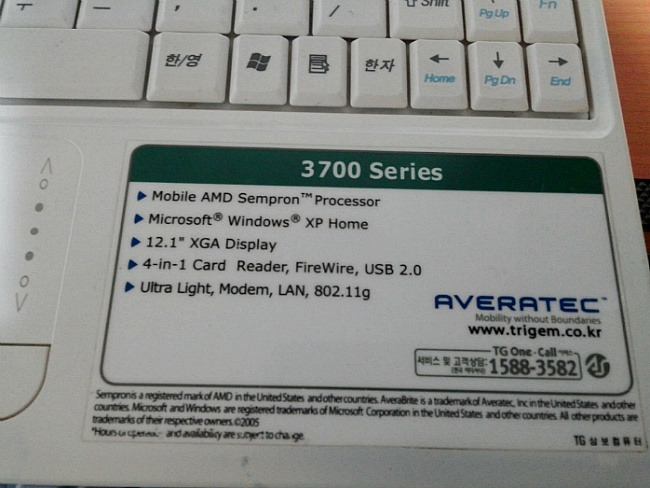 ㅜ ㅡ , . / ⇧ Shift Pg Up Fn
한/영 한자 Home Pg Dn End
3700 Series
Mobile AMD Sempron™ Processor
Microsoft® Windows® XP Home
12.1" XGA Display
4-in-1 Card Reader, FireWire, USB 2.0
Ultra Light, Modem, LAN, 802.11g
AVERATEC™
Mobility without Boundaries
www.trigem.co.kr
TG One-Call
서비스 및 고객상담:
1588-3582
Sempron is a registered mark of AMD in the United States and other countries. AveraBrite is a trademark of Averatec, Inc in the United States and other
countries. Microsoft and Windows are registered trademarks of Microsoft Corporation in the United States and other countries. All other products are
trademarks of their respective owners. ©2005
*Hours of operation and availability are subject to change.
TG 삼보컴퓨터